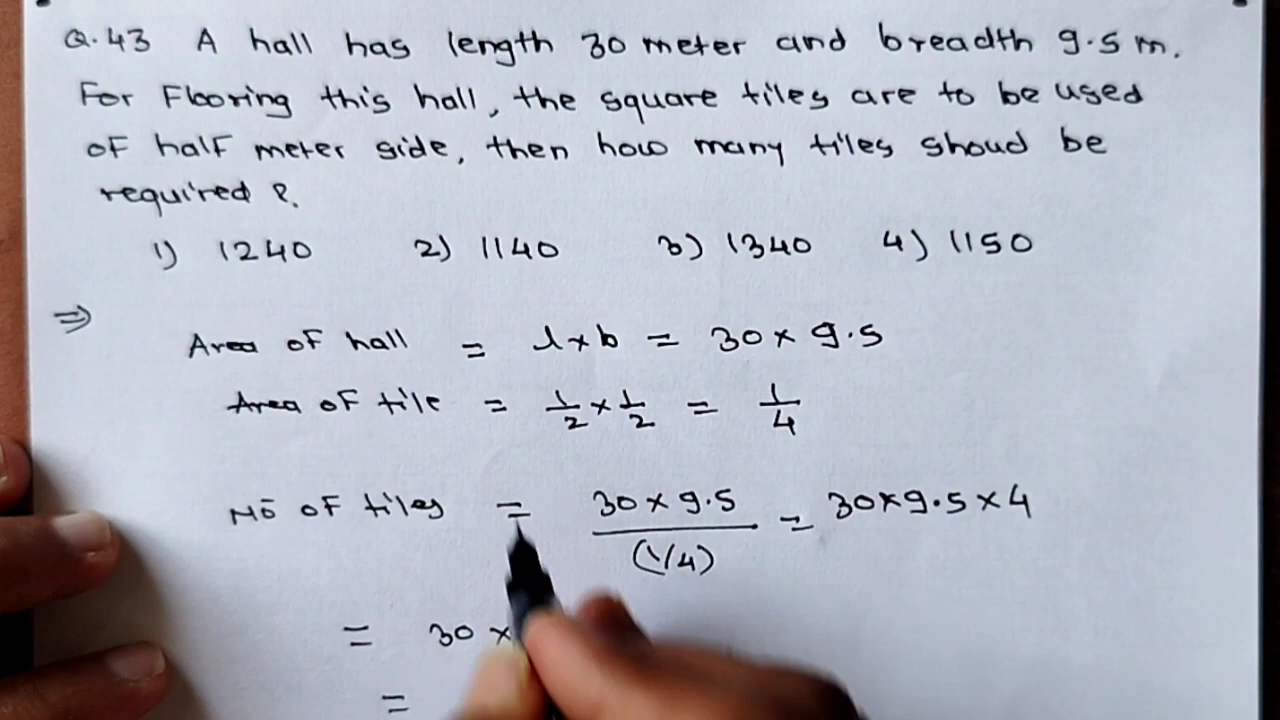 Q.43 A hall has length 30 meter and breadth 9.5 m.
For Flooring this hall, the square tiles are to be used
of half meter side, then how many tiles shoud be
required ?.
1) 1240 2) 1140 3) 1340 4) 1150
⇒
Area of hall = l×b = 30×9.5
Area of tile = 1/2 × 1/2 = 1/4
No of tiles = 30×9.5/(1/4) = 30×9.5×4
= 30×
=